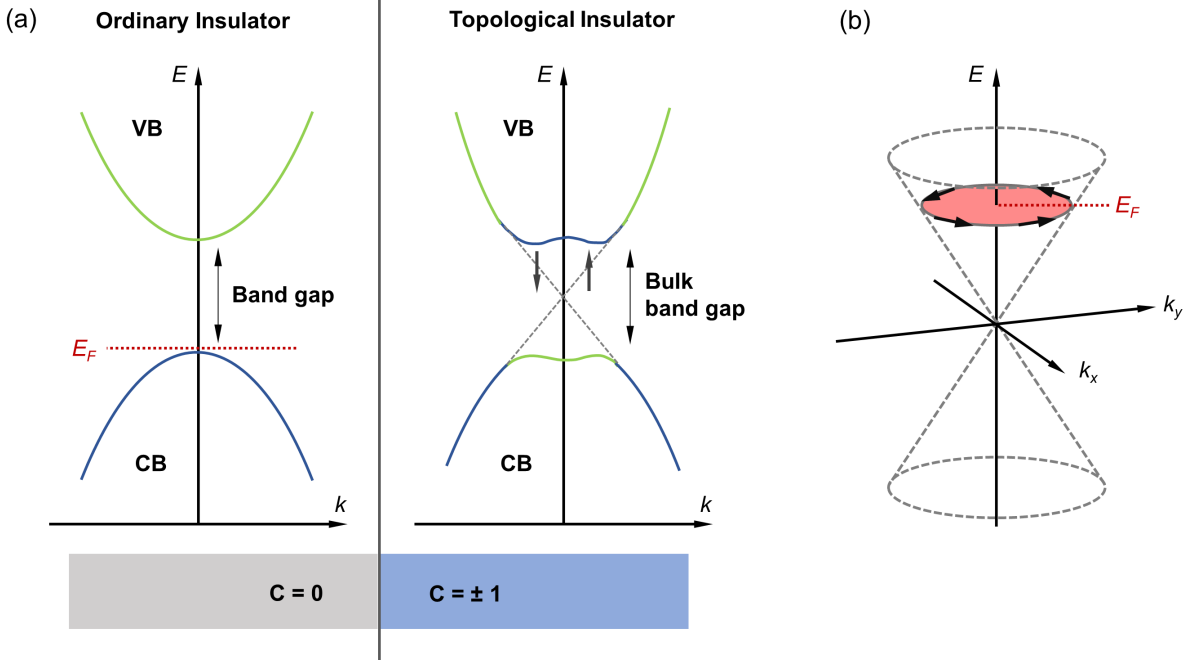 (a)
Ordinary Insulator
Topological Insulator
(b)
E
VB
Band gap
E_F
CB
k
E
VB
Bulk
band gap
CB
k
C = 0
C = ± 1
E
E_F
k_y
k_x